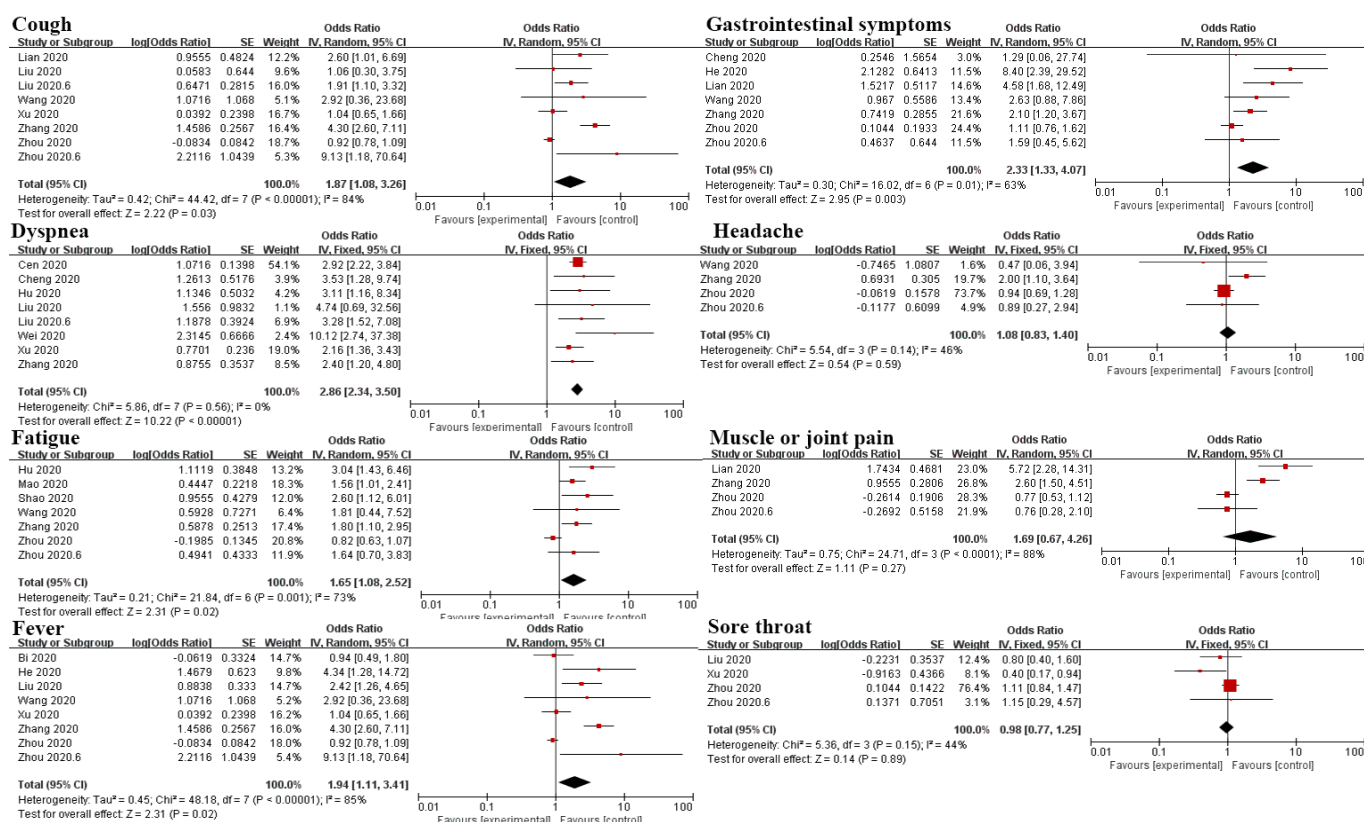 Cough
Odds Ratio Odds Ratio
Study or Subgroup log[Odds Ratio] SE Weight IV, Random, 95% CI IV, Random, 95% CI
Lian 2020 0.9555 0.4824 12.2% 2.60 [1.01, 6.69]
Liu 2020 0.0583 0.644 9.6% 1.06 [0.30, 3.75]
Liu 2020.6 0.6471 0.2815 16.0% 1.91 [1.10, 3.32]
Wang 2020 1.0716 1.068 5.1% 2.92 [0.36, 23.68]
Xu 2020 0.0392 0.2398 16.7% 1.04 [0.65, 1.66]
Zhang 2020 1.4586 0.2567 16.4% 4.30 [2.60, 7.11]
Zhou 2020 -0.0834 0.0842 18.7% 0.92 [0.78, 1.09]
Zhou 2020.6 2.2116 1.0439 5.3% 9.13 [1.18, 70.64]
Total (95% CI) 100.0% 1.87 [1.08, 3.26]
Heterogeneity: Tau² = 0.42; Chi² = 44.42, df = 7 (P < 0.00001); I² = 84%
Test for overall effect: Z = 2.22 (P = 0.03)
0.01 0.1 1 10 100
Favours [experimental] Favours [control]
Gastrointestinal symptoms
Odds Ratio Odds Ratio
Study or Subgroup log[Odds Ratio] SE Weight IV, Random, 95% CI IV, Random, 95% CI
Cheng 2020 0.2546 1.5654 3.0% 1.29 [0.06, 27.74]
He 2020 2.1282 0.6413 11.5% 8.40 [2.39, 29.52]
Lian 2020 1.5217 0.5117 14.6% 4.58 [1.68, 12.49]
Wang 2020 0.967 0.5586 13.4% 2.63 [0.88, 7.86]
Zhang 2020 0.7419 0.2855 21.6% 2.10 [1.20, 3.67]
Zhou 2020 0.1044 0.1933 24.4% 1.11 [0.76, 1.62]
Zhou 2020.6 0.4637 0.644 11.5% 1.59 [0.45, 5.62]
Total (95% CI) 100.0% 2.33 [1.33, 4.07]
Heterogeneity: Tau² = 0.30; Chi² = 16.02, df = 6 (P = 0.01); I² = 63%
Test for overall effect: Z = 2.95 (P = 0.003)
0.01 0.1 1 10 100
Favours [experimental] Favours [control]
Dyspnea
Odds Ratio Odds Ratio
Study or Subgroup log[Odds Ratio] SE Weight IV, Fixed, 95% CI IV, Fixed, 95% CI
Cen 2020 1.0716 0.1398 54.1% 2.92 [2.22, 3.84]
Cheng 2020 1.2613 0.5176 3.9% 3.53 [1.28, 9.74]
Hu 2020 1.1346 0.5032 4.2% 3.11 [1.16, 8.34]
Liu 2020 1.556 0.9832 1.1% 4.74 [0.69, 32.56]
Liu 2020.6 1.1878 0.3924 6.9% 3.28 [1.52, 7.08]
Wei 2020 2.3145 0.6666 2.4% 10.12 [2.74, 37.38]
Xu 2020 0.7701 0.236 19.0% 2.16 [1.36, 3.43]
Zhang 2020 0.8755 0.3537 8.5% 2.40 [1.20, 4.80]
Total (95% CI) 100.0% 2.86 [2.34, 3.50]
Heterogeneity: Chi² = 5.86, df = 7 (P = 0.56); I² = 0%
Test for overall effect: Z = 10.22 (P < 0.00001)
0.01 0.1 1 10 100
Favours [experimental] Favours [control]
Headache
Odds Ratio Odds Ratio
Study or Subgroup log[Odds Ratio] SE Weight IV, Fixed, 95% CI IV, Fixed, 95% CI
Wang 2020 -0.7465 1.0807 1.6% 0.47 [0.06, 3.94]
Zhang 2020 0.6931 0.305 19.7% 2.00 [1.10, 3.64]
Zhou 2020 -0.0619 0.1578 73.7% 0.94 [0.69, 1.28]
Zhou 2020.6 -0.1177 0.6099 4.9% 0.89 [0.27, 2.94]
Total (95% CI) 100.0% 1.08 [0.83, 1.40]
Heterogeneity: Chi² = 5.54, df = 3 (P = 0.14); I² = 46%
Test for overall effect: Z = 0.54 (P = 0.59)
0.01 0.1 1 10 100
Favours [experimental] Favours [control]
Fatigue
Odds Ratio Odds Ratio
Study or Subgroup log[Odds Ratio] SE Weight IV, Random, 95% CI IV, Random, 95% CI
Hu 2020 1.1119 0.3848 13.2% 3.04 [1.43, 6.46]
Mao 2020 0.4447 0.2218 18.3% 1.56 [1.01, 2.41]
Shao 2020 0.9555 0.4279 12.0% 2.60 [1.12, 6.01]
Wang 2020 0.5928 0.7271 6.4% 1.81 [0.44, 7.52]
Zhang 2020 0.5878 0.2513 17.4% 1.80 [1.10, 2.95]
Zhou 2020 -0.1985 0.1345 20.8% 0.82 [0.63, 1.07]
Zhou 2020.6 0.4941 0.4333 11.9% 1.64 [0.70, 3.83]
Total (95% CI) 100.0% 1.65 [1.08, 2.52]
Heterogeneity: Tau² = 0.21; Chi² = 21.84, df = 6 (P = 0.001); I² = 73%
Test for overall effect: Z = 2.31 (P = 0.02)
0.01 0.1 1 10 100
Favours [experimental] Favours [control]
Muscle or joint pain
Odds Ratio Odds Ratio
Study or Subgroup log[Odds Ratio] SE Weight IV, Random, 95% CI IV, Random, 95% CI
Lian 2020 1.7434 0.4681 23.0% 5.72 [2.28, 14.31]
Zhang 2020 0.9555 0.2806 26.8% 2.60 [1.50, 4.51]
Zhou 2020 -0.2614 0.1906 28.3% 0.77 [0.53, 1.12]
Zhou 2020.6 -0.2692 0.5158 21.9% 0.76 [0.28, 2.10]
Total (95% CI) 100.0% 1.69 [0.67, 4.26]
Heterogeneity: Tau² = 0.75; Chi² = 24.71, df = 3 (P < 0.0001); I² = 88%
Test for overall effect: Z = 1.11 (P = 0.27)
0.01 0.1 1 10 100
Favours [experimental] Favours [control]
Fever
Odds Ratio Odds Ratio
Study or Subgroup log[Odds Ratio] SE Weight IV, Random, 95% CI IV, Random, 95% CI
Bi 2020 -0.0619 0.3324 14.7% 0.94 [0.49, 1.80]
He 2020 1.4679 0.623 9.8% 4.34 [1.28, 14.72]
Liu 2020 0.8838 0.333 14.7% 2.42 [1.26, 4.65]
Wang 2020 1.0716 1.068 5.2% 2.92 [0.36, 23.68]
Xu 2020 0.0392 0.2398 16.2% 1.04 [0.65, 1.66]
Zhang 2020 1.4586 0.2567 16.0% 4.30 [2.60, 7.11]
Zhou 2020 -0.0834 0.0842 18.0% 0.92 [0.78, 1.09]
Zhou 2020.6 2.2116 1.0439 5.4% 9.13 [1.18, 70.64]
Total (95% CI) 100.0% 1.94 [1.11, 3.41]
Heterogeneity: Tau² = 0.45; Chi² = 48.18, df = 7 (P < 0.00001); I² = 85%
Test for overall effect: Z = 2.31 (P = 0.02)
0.01 0.1 1 10 100
Favours [experimental] Favours [control]
Sore throat
Odds Ratio Odds Ratio
Study or Subgroup log[Odds Ratio] SE Weight IV, Fixed, 95% CI IV, Fixed, 95% CI
Liu 2020 -0.2231 0.3537 12.4% 0.80 [0.40, 1.60]
Xu 2020 -0.9163 0.4366 8.1% 0.40 [0.17, 0.94]
Zhou 2020 0.1044 0.1422 76.4% 1.11 [0.84, 1.47]
Zhou 2020.6 0.1371 0.7051 3.1% 1.15 [0.29, 4.57]
Total (95% CI) 100.0% 0.98 [0.77, 1.25]
Heterogeneity: Chi² = 5.36, df = 3 (P = 0.15); I² = 44%
Test for overall effect: Z = 0.14 (P = 0.89)
0.01 0.1 1 10 100
Favours [experimental] Favours [control]